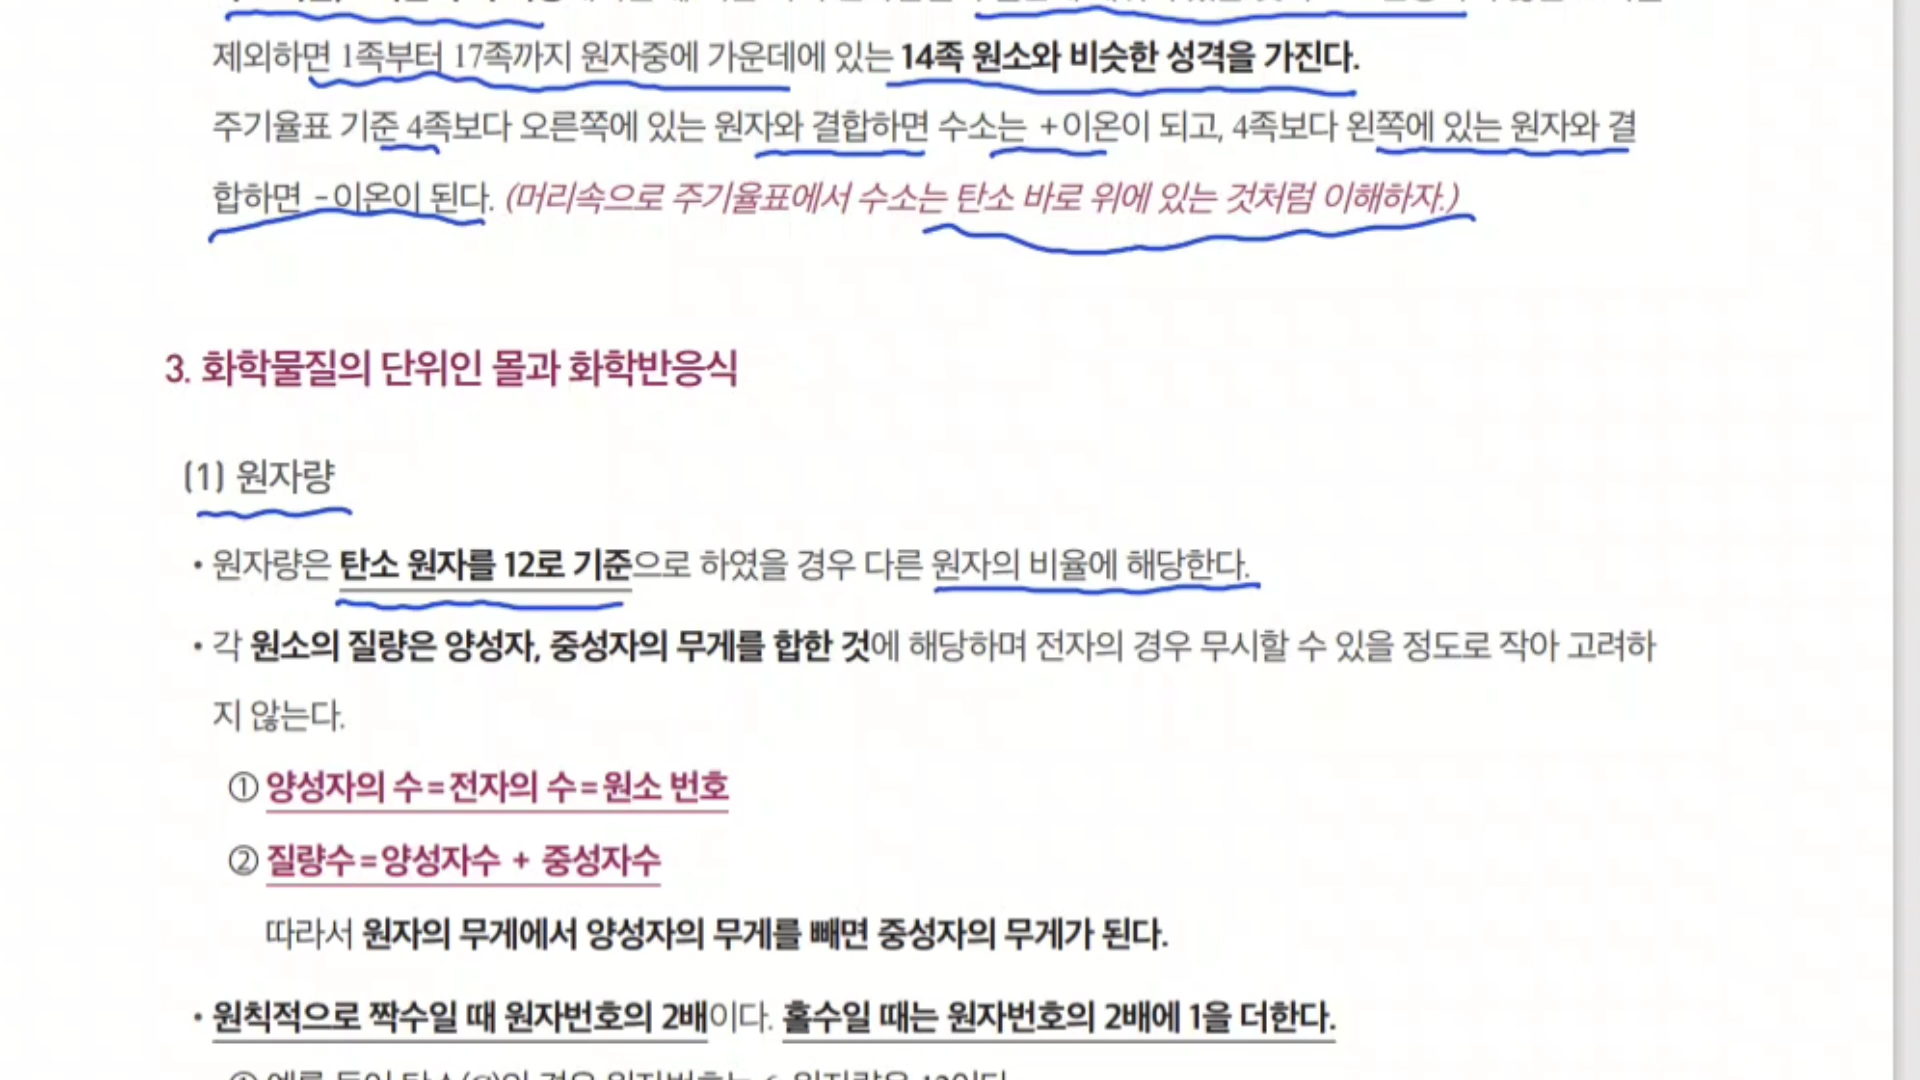 제외하면 1족부터 17족까지 원자중에 가운데에 있는 14족 원소와 비슷한 성격을 가진다.
주기율표 기준 4족보다 오른쪽에 있는 원자와 결합하면 수소는 +이온이 되고, 4족보다 왼쪽에 있는 원자와 결
합하면 -이온이 된다. (머리속으로 주기율표에서 수소는 탄소 바로 위에 있는 것처럼 이해하자.)
3. 화학물질의 단위인 몰과 화학반응식
(1) 원자량
• 원자량은 탄소 원자를 12로 기준으로 하였을 경우 다른 원자의 비율에 해당한다.
• 각 원소의 질량은 양성자, 중성자의 무게를 합한 것에 해당하며 전자의 경우 무시할 수 있을 정도로 작아 고려하
지 않는다.
① 양성자의 수=전자의 수=원소 번호
② 질량수=양성자수 + 중성자수
따라서 원자의 무게에서 양성자의 무게를 빼면 중성자의 무게가 된다.
• 원칙적으로 짝수일 때 원자번호의 2배이다. 홀수일 때는 원자번호의 2배에 1을 더한다.